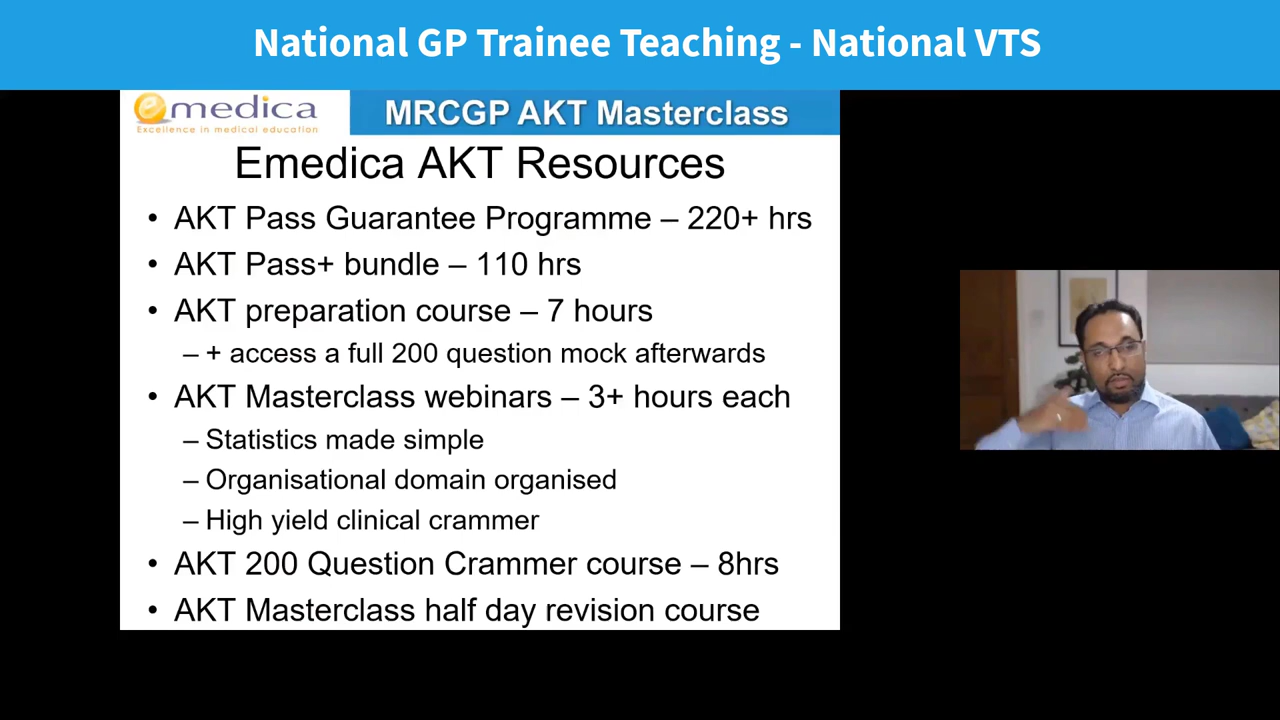 National GP Trainee Teaching - National VTS
emedica
Excellence in medical education
MRCGP AKT Masterclass
Emedica AKT Resources
• AKT Pass Guarantee Programme – 220+ hrs
• AKT Pass+ bundle – 110 hrs
• AKT preparation course – 7 hours
– + access a full 200 question mock afterwards
• AKT Masterclass webinars – 3+ hours each
– Statistics made simple
– Organisational domain organised
– High yield clinical crammer
• AKT 200 Question Crammer course – 8hrs
• AKT Masterclass half day revision course